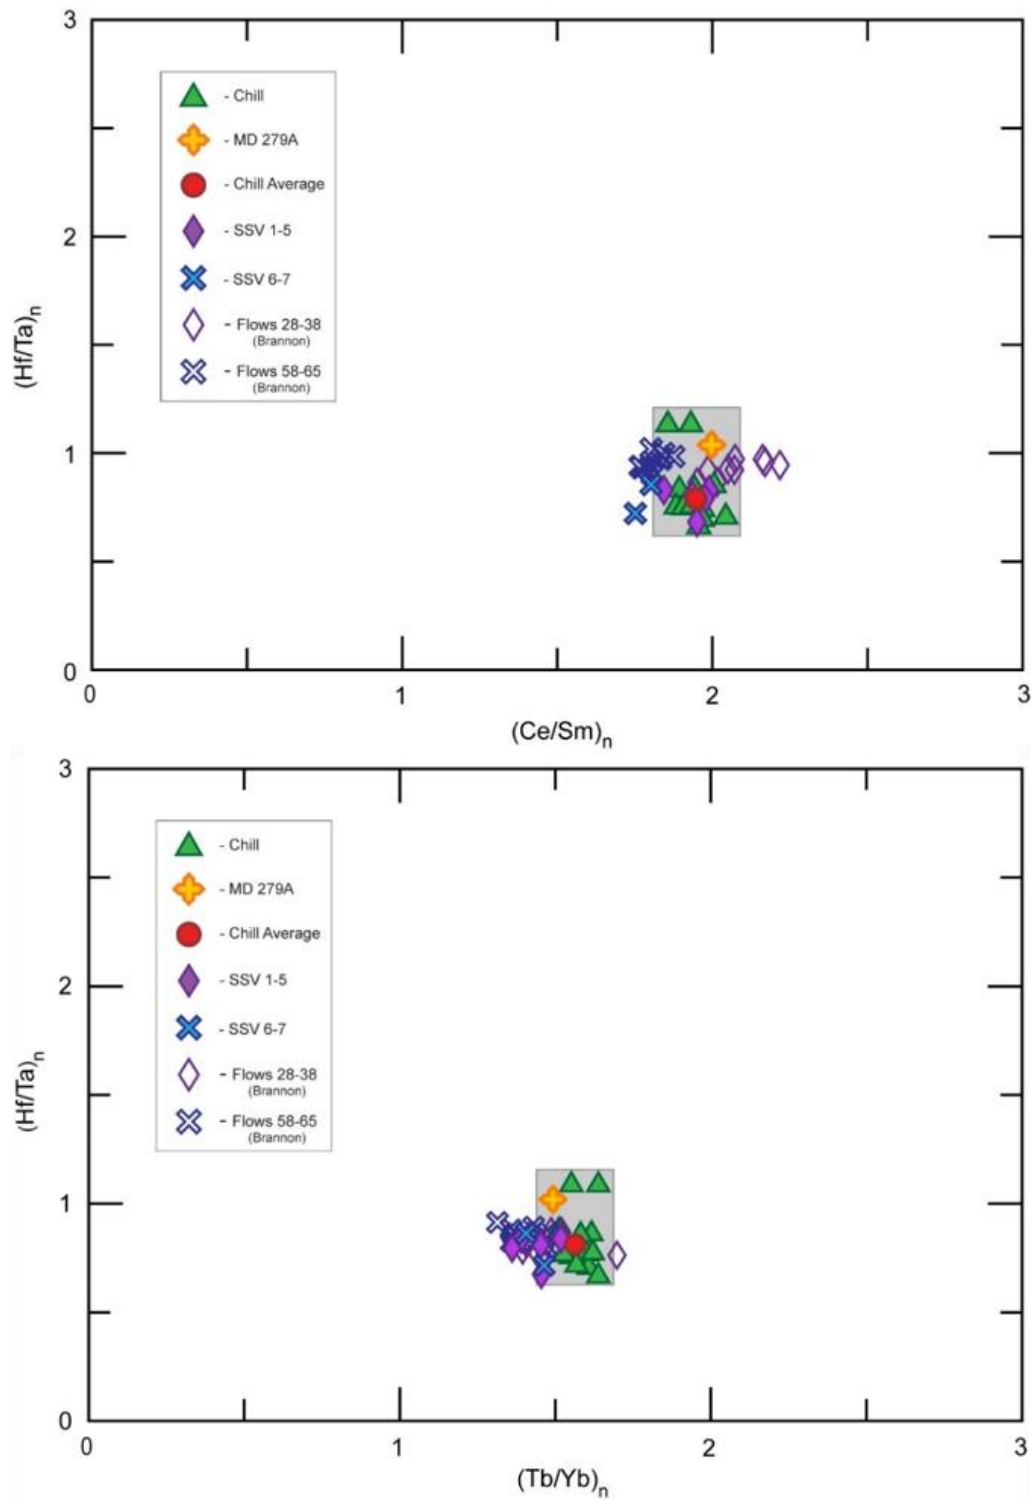 3
- Chill
- MD 279A
- Chill Average
2
- SSV 1-5
- SSV 6-7
- Flows 28-38
(Brannon)
(Hf/Ta)n
- Flows 58-65
(Brannon)
1
0
0
1
2
3
(Ce/Sm)n
3
- Chill
- MD 279A
- Chill Average
2
- SSV 1-5
- SSV 6-7
- Flows 28-38
(Brannon)
(Hf/Ta)n
- Flows 58-65
(Brannon)
1
0
0
1
2
3
(Tb/Yb)n